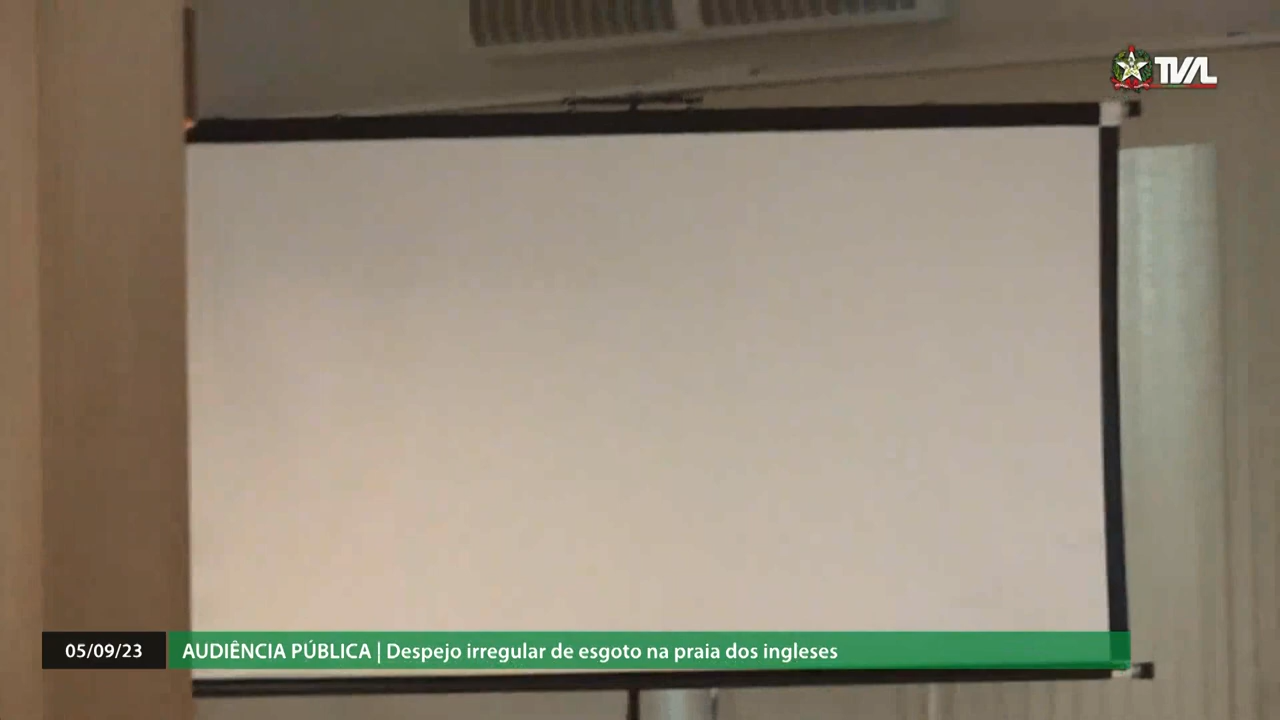 TVAL
05/09/23
AUDIÊNCIA PÚBLICA | Despejo irregular de esgoto na praia dos ingleses